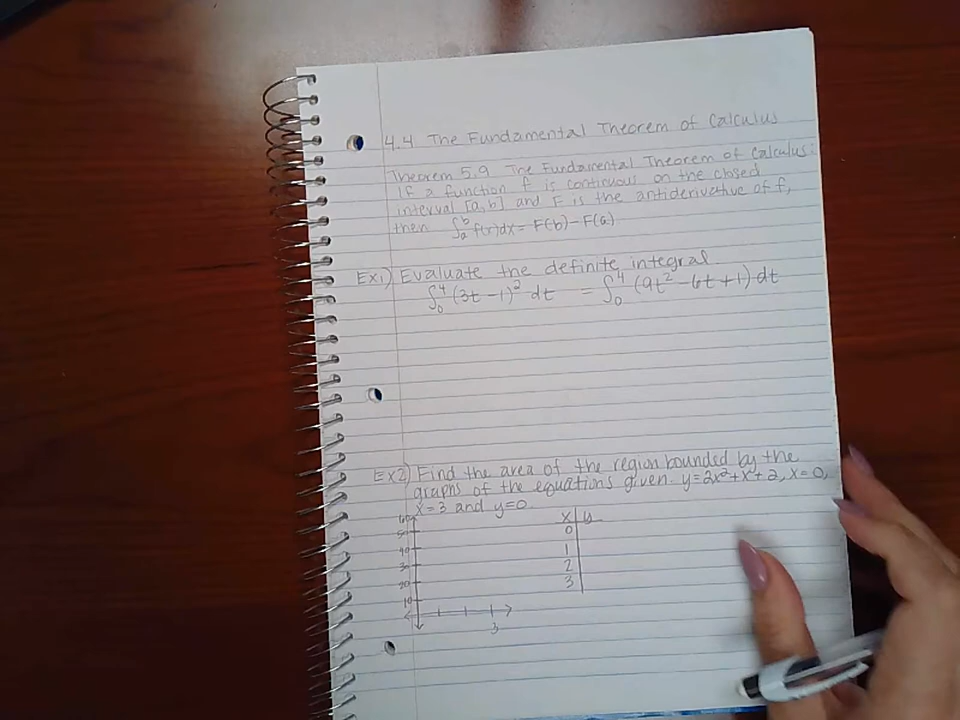 4.4 The Fundamental Theorem of Calculus
Theorem 5.9 The Fundamental Theorem of Calculus:
If a function f is continuous on the closed
interval [a,b] and F is the antiderivative of f,
then ∫ₐᵇ f(x)dx = F(b) - F(a)
Ex1) Evaluate the definite integral
∫₀⁴ (3t - 1)² dt = ∫₀⁴ (9t² - 6t + 1) dt
Ex2) Find the area of the region bounded by the
graphs of the equations given. y=2x²+x+2, x=0,
x=3 and y=0.
60
50
40
30
20
10
3
x y
0
1
2
3